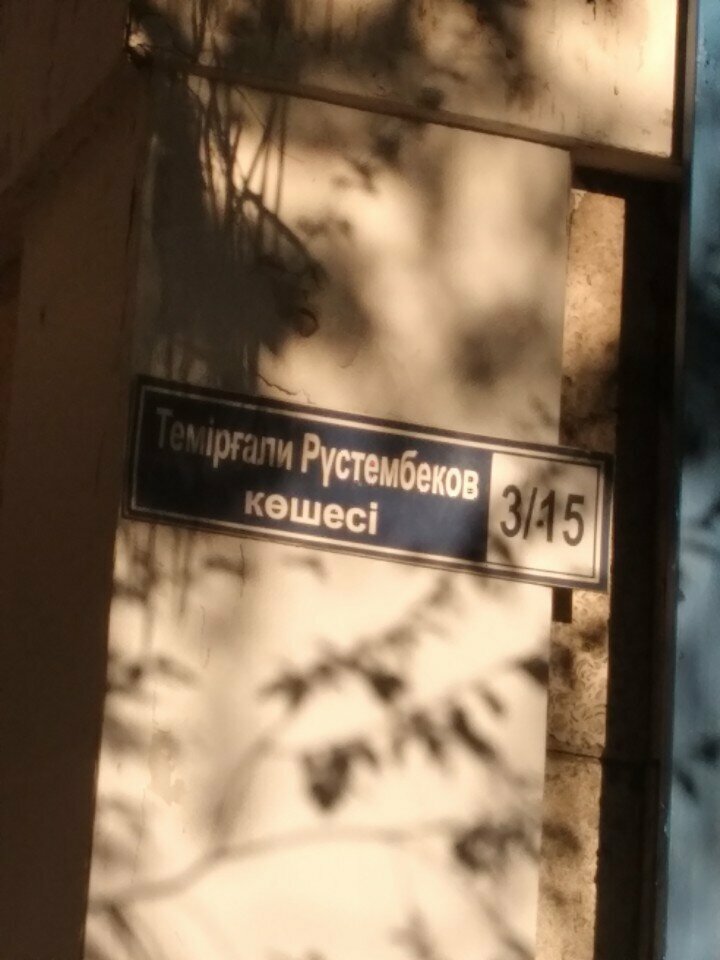 Темірғали Рүстембеков
көшесі
3/15